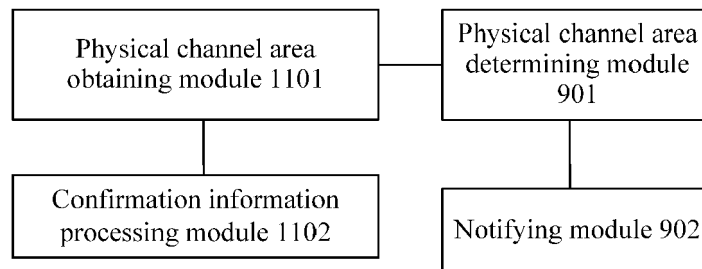 Physical channel area
obtaining module 1101
Physical channel area
determining module
901
Confirmation information
processing module 1102
Notifying module 902